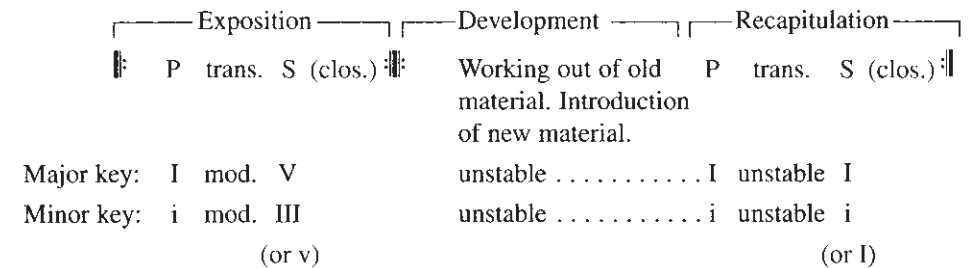 Exposition Development Recapitulation
P trans. S (clos.) Working out of old P trans. S (clos.)
material. Introduction
of new material.
Major key: I mod. V unstable . . . . . . . . . . . I unstable I
Minor key: i mod. III unstable . . . . . . . . . . . i unstable i
(or v) (or I)